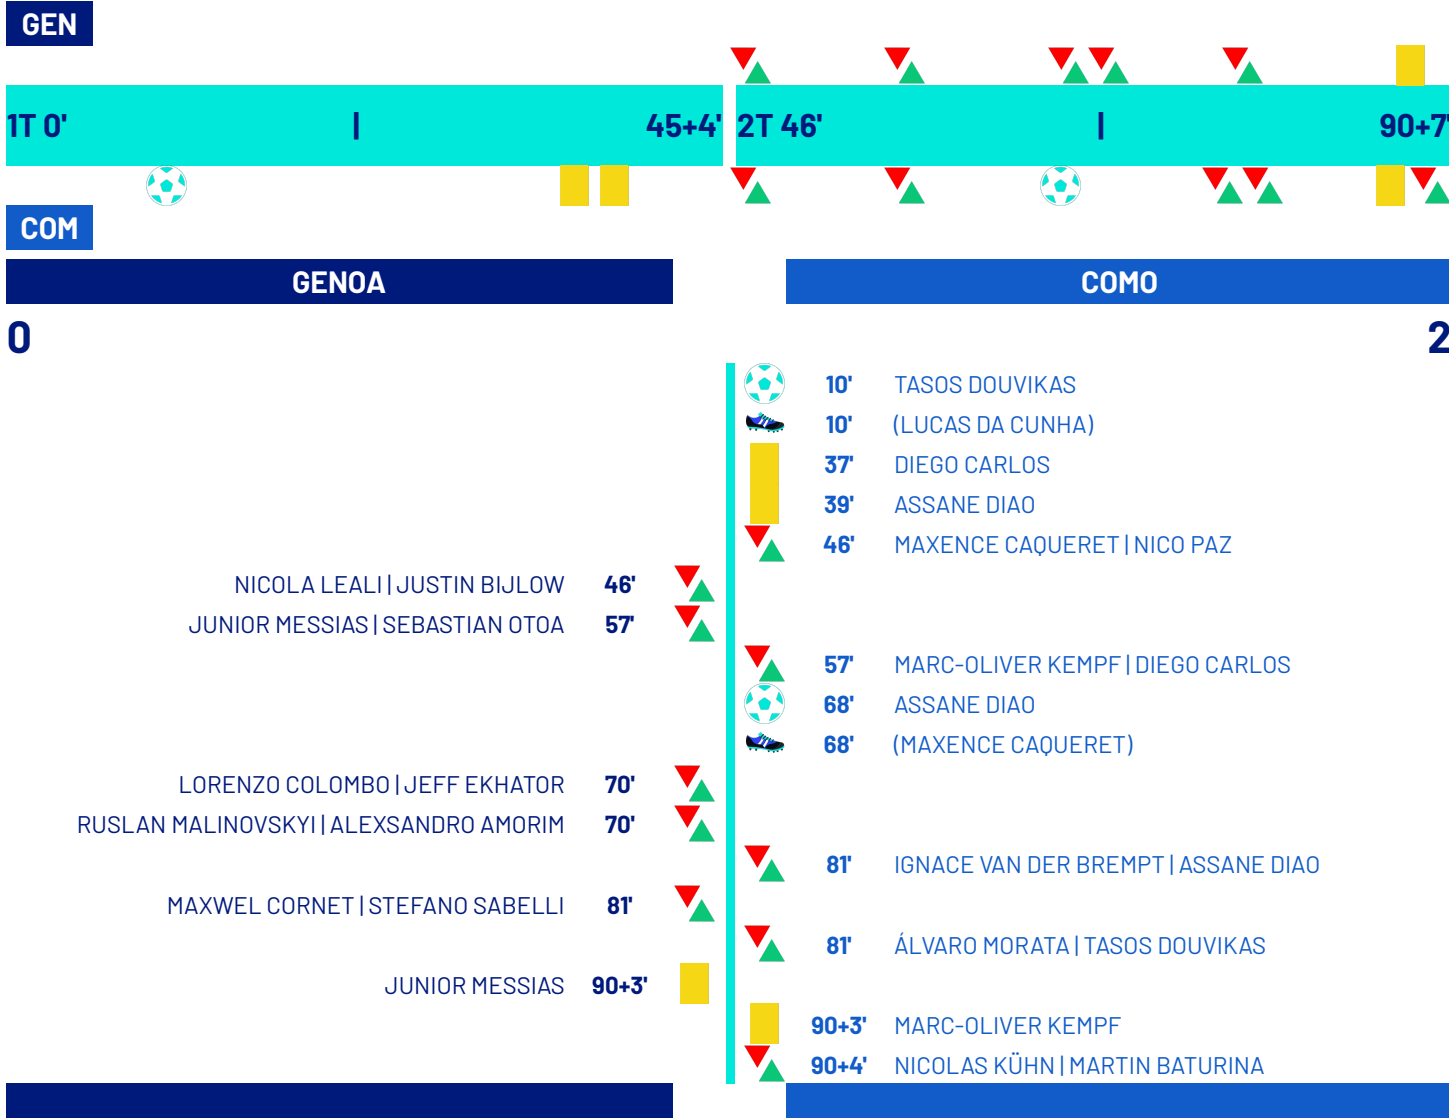 GEN
1T 0' | 45+4' 2T 46' | 90+7'
COM
GENOA COMO
0 2
10' TASOS DOUVIKAS
10' (LUCAS DA CUNHA)
37' DIEGO CARLOS
39' ASSANE DIAO
46' MAXENCE CAQUERET | NICO PAZ
NICOLA LEALI | JUSTIN BIJLOW 46'
JUNIOR MESSIAS | SEBASTIAN OTOA 57'
57' MARC-OLIVER KEMPF | DIEGO CARLOS
68' ASSANE DIAO
68' (MAXENCE CAQUERET)
LORENZO COLOMBO | JEFF EKHATOR 70'
RUSLAN MALINOVSKYI | ALEXSANDRO AMORIM 70'
81' IGNACE VAN DER BREMPT | ASSANE DIAO
MAXWEL CORNET | STEFANO SABELLI 81'
81' ÁLVARO MORATA | TASOS DOUVIKAS
JUNIOR MESSIAS 90+3'
90+3' MARC-OLIVER KEMPF
90+4' NICOLAS KÜHN | MARTIN BATURINA